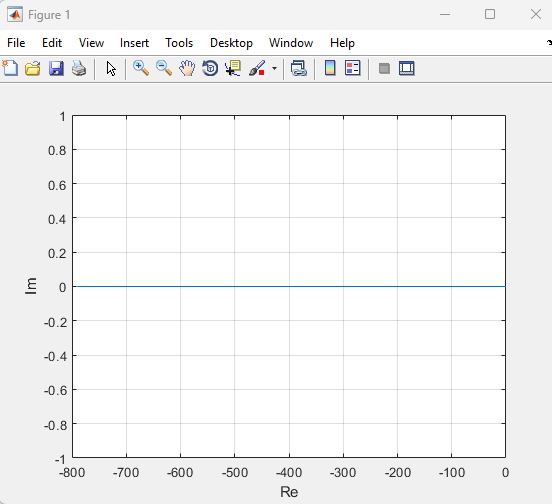 Figure 1
File Edit View Insert Tools Desktop Window Help
1
0.8
0.6
0.4
0.2
0
-0.2
-0.4
-0.6
-0.8
-1
Im
-800 -700 -600 -500 -400 -300 -200 -100 0
Re